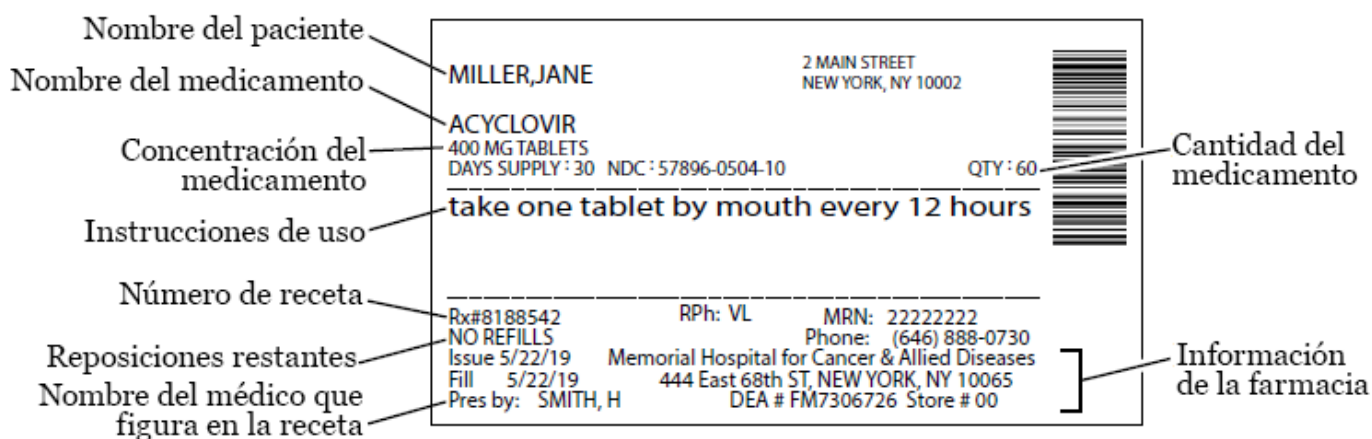 Nombre del paciente
Nombre del medicamento
Concentración del
medicamento
Instrucciones de uso
Número de receta
Reposiciones restantes
Nombre del médico que
figura en la receta
MILLER,JANE
2 MAIN STREET
NEW YORK, NY 10002
ACYCLOVIR
400 MG TABLETS
DAYS SUPPLY : 30 NDC : 57896-0504-10 QTY : 60
take one tablet by mouth every 12 hours
Rx#8188542 RPh: VL MRN: 22222222
NO REFILLS Phone: (646) 888-0730
Issue 5/22/19 Memorial Hospital for Cancer & Allied Diseases
Fill 5/22/19 444 East 68th ST, NEW YORK, NY 10065
Pres by: SMITH, H DEA # FM7306726 Store # 00
Cantidad del
medicamento
Información
de la farmacia